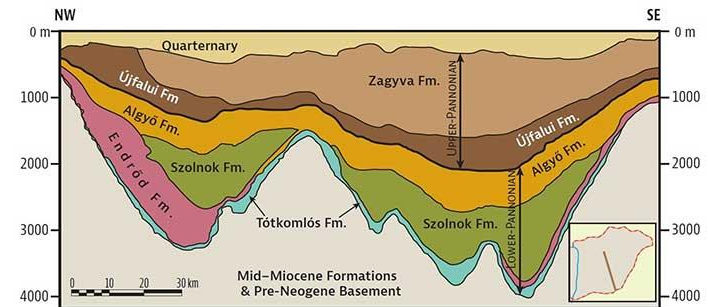 NW
SE
0 m
0 m
Quarternary
Zagyva Fm.
Újfalui Fm
UPPER-PANNONIAN
1000
1000
Algyő Fm.
Újfalui Fm.
Endrőd Fm.
Algyő Fm.
2000
2000
Szolnok Fm.
LOWER-PANNONIAN
Tótkomlós Fm.
Szolnok Fm.
3000
3000
0 10 20 30 km
Mid–Miocene Formations
& Pre-Neogene Basement
4000
4000